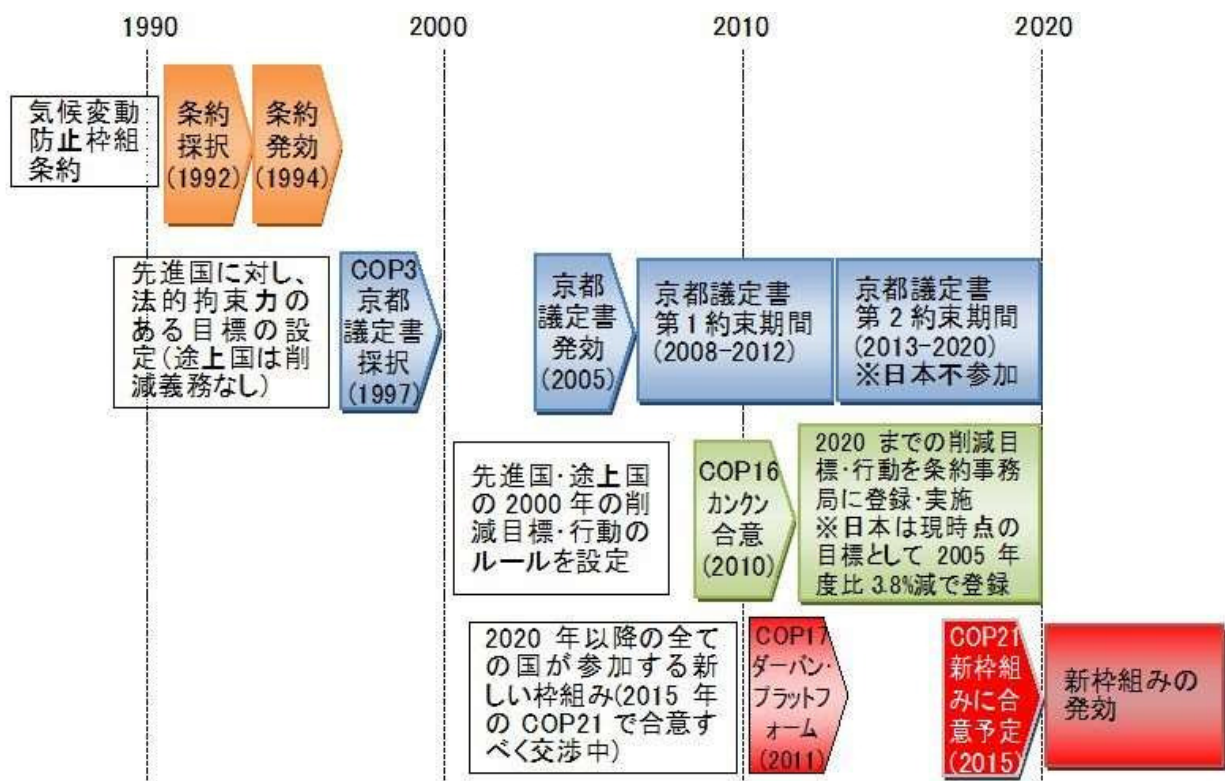 1990
2000
2010
2020
気候変動
防止枠組
条約
条約
採択
(1992)
条約
発効
(1994)
先進国に対し、
法的拘束力の
ある目標の設
定(途上国は削
減義務なし)
COP3
京都
議定書
採択
(1997)
京都
議定書
発効
(2005)
京都議定書
第1約束期間
(2008-2012)
京都議定書
第2約束期間
(2013-2020)
※日本不参加
先進国・途上国
の 2000 年の削
減目標・行動の
ルールを設定
COP16
カンクン
合意
(2010)
2020 までの削減目
標・行動を条約事務
局に登録・実施
※日本は現時点の
目標として 2005 年
度比 3.8%減で登録
2020 年以降の全て
の国が参加する新
しい枠組み(2015 年
の COP21 で合意す
べく交渉中)
COP17
ダーバン・
プラットフ
ォーム
(2011)
COP21
新枠組
みに合
意予定
(2015)
新枠組みの
発効